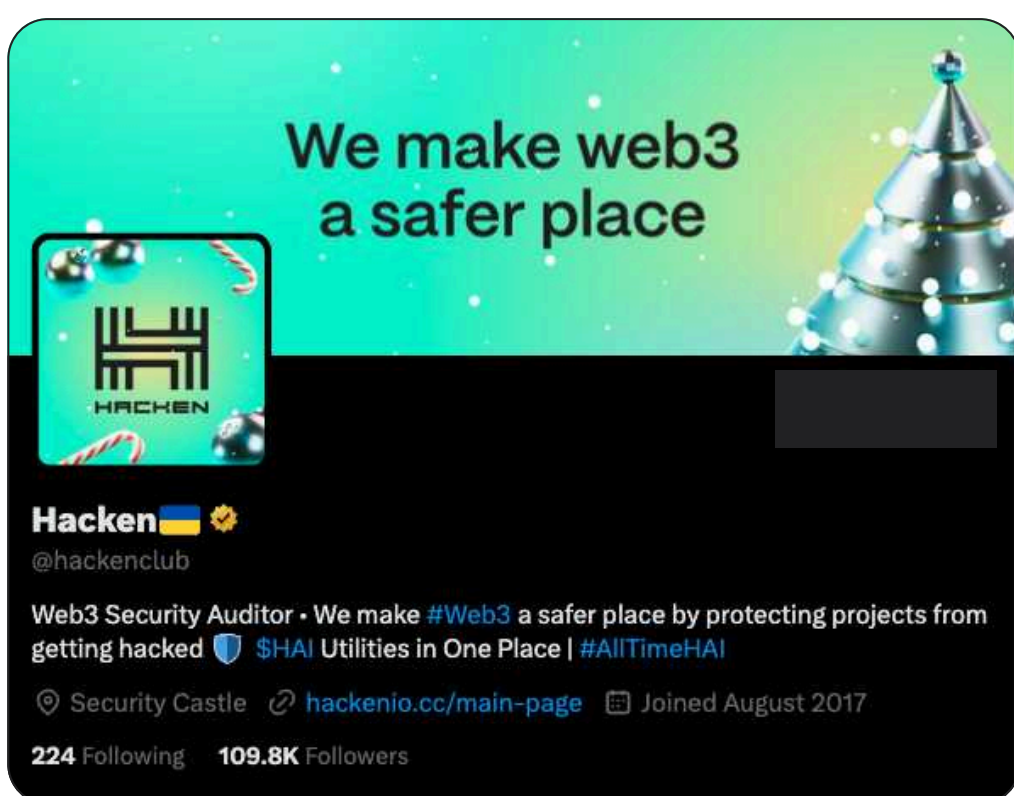 We make web3
a safer place
HACKEN
Hacken🇺🇦
@hackenclub
Web3 Security Auditor • We make #Web3 a safer place by protecting projects from
getting hacked 🛡️ $HAI Utilities in One Place | #AllTimeHAI
Security Castle hackenio.cc/main-page Joined August 2017
224 Following 109.8K Followers